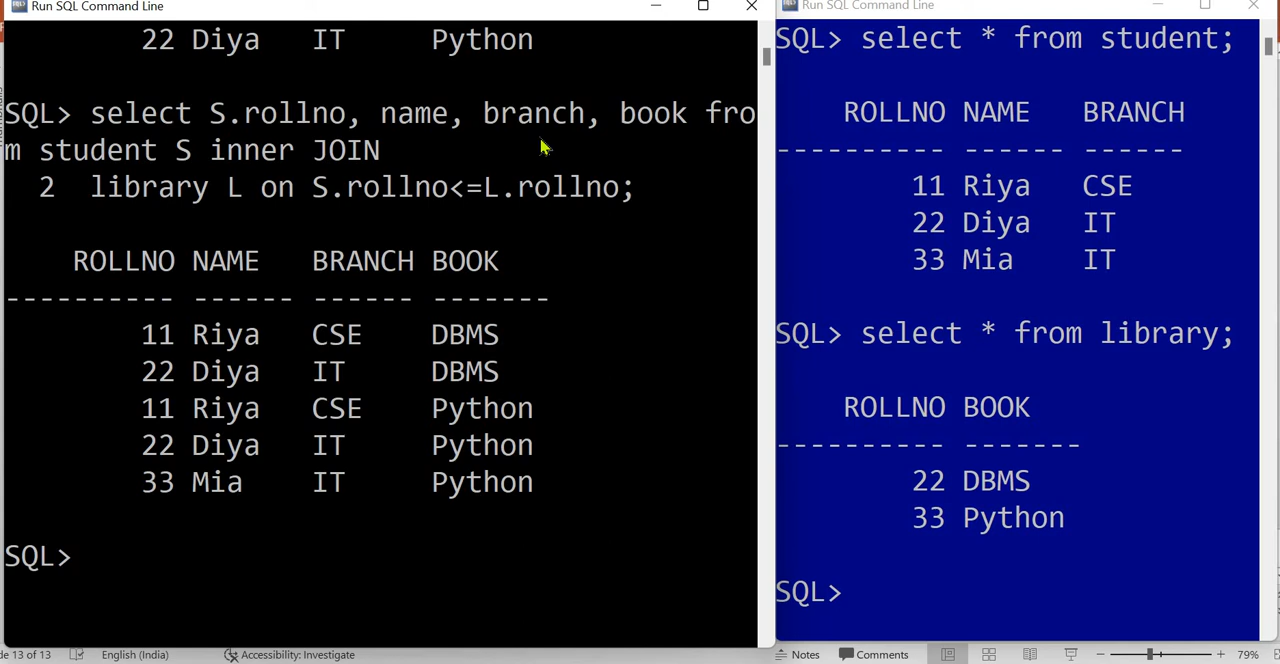 Run SQL Command Line
22 Diya IT Python
SQL> select S.rollno, name, branch, book fro
m student S inner JOIN
2 library L on S.rollno<=L.rollno;
ROLLNO NAME BRANCH BOOK
---------- ------ ------ -------
11 Riya CSE DBMS
22 Diya IT DBMS
11 Riya CSE Python
22 Diya IT Python
33 Mia IT Python
SQL>
Run SQL Command Line
SQL> select * from student;
ROLLNO NAME BRANCH
---------- ------ ------
11 Riya CSE
22 Diya IT
33 Mia IT
SQL> select * from library;
ROLLNO BOOK
---------- -------
22 DBMS
33 Python
SQL>
de 13 of 13 English (India) Accessibility: Investigate Notes Comments 79%